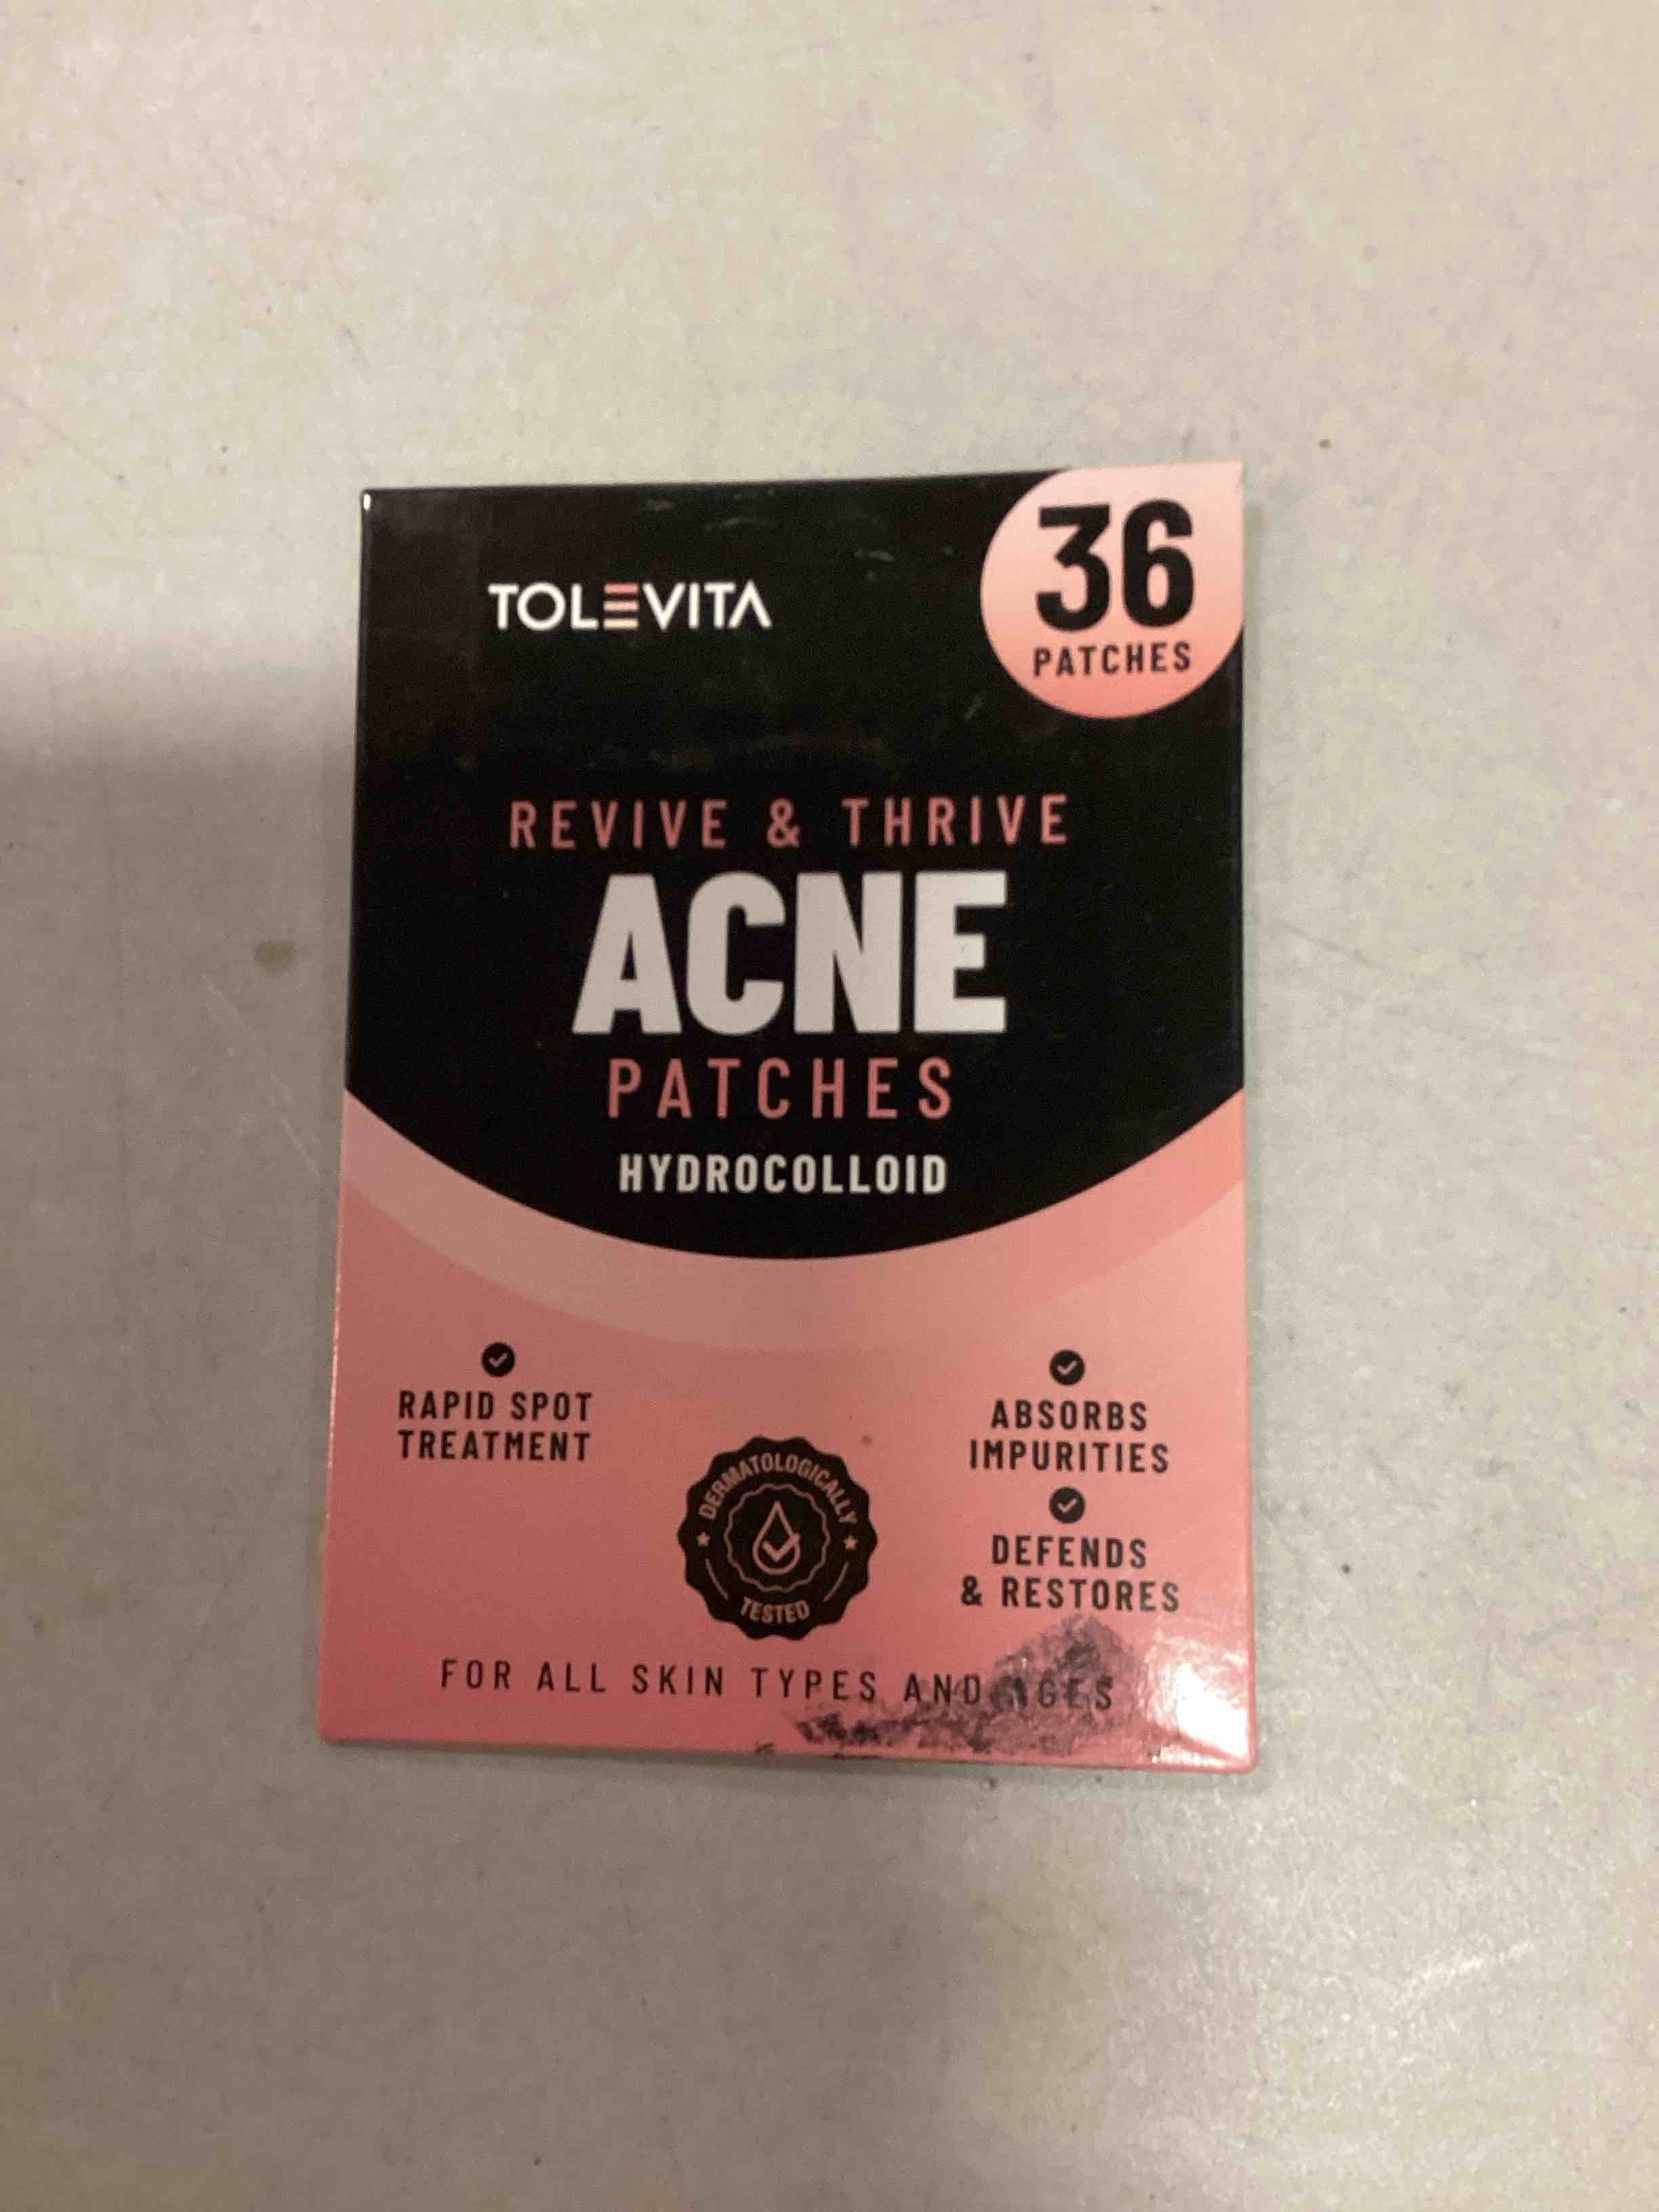 TOLEVITA
36
PATCHES
REVIVE & THRIVE
ACNE
PATCHES
HYDROCOLLOID
RAPID SPOT
TREATMENT
ABSORBS
IMPURITIES
DEFENDS
& RESTORES
DERMATOLOGICALLY
TESTED
FOR ALL SKIN TYPES AND AGES